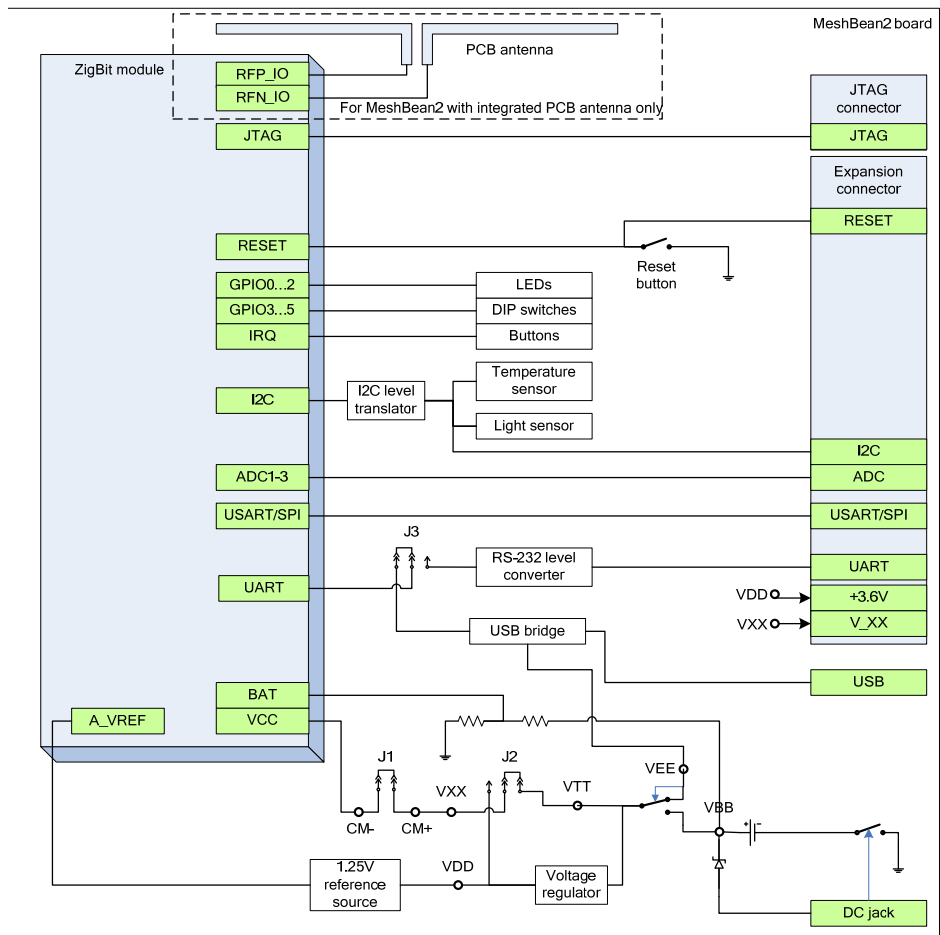 MeshBean2 board
PCB antenna
ZigBit module
RFP_IO
RFN_IO
For MeshBean2 with integrated PCB antenna only
JTAG
connector
JTAG
JTAG
Expansion
connector
RESET
RESET
Reset
button
GPIO0...2
LEDs
GPIO3...5
DIP switches
IRQ
Buttons
Temperature
sensor
I2C
I2C level
translator
Light sensor
I2C
ADC1-3
ADC
USART/SPI
USART/SPI
J3
RS-232 level
converter
UART
UART
VDD
+3.6V
VXX
V_XX
USB bridge
USB
BAT
A_VREF
VCC
J1
J2
VXX
VTT
VEE
VBB
+ -
CM-
CM+
1.25V
reference
source
VDD
Voltage
regulator
DC jack